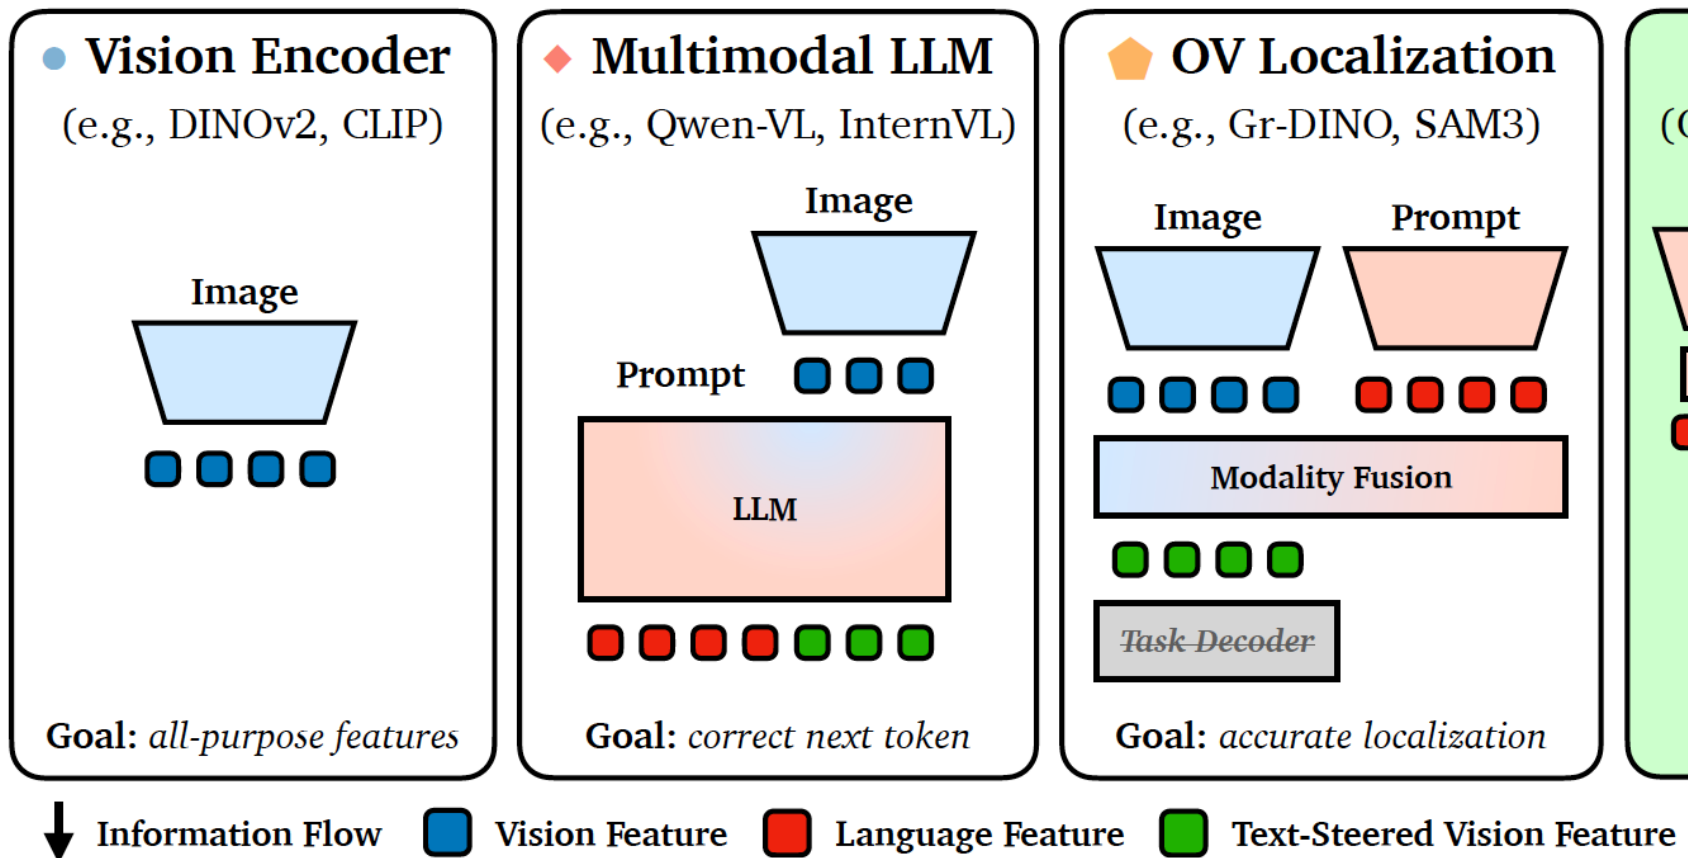 Vision Encoder
(e.g., DINOv2, CLIP)
Image
Goal: all-purpose features
Multimodal LLM
(e.g., Qwen-VL, InternVL)
Image
Prompt
LLM
Goal: correct next token
OV Localization
(e.g., Gr-DINO, SAM3)
Image Prompt
Modality Fusion
Task Decoder
Goal: accurate localization
Information Flow Vision Feature Language Feature Text-Steered Vision Feature